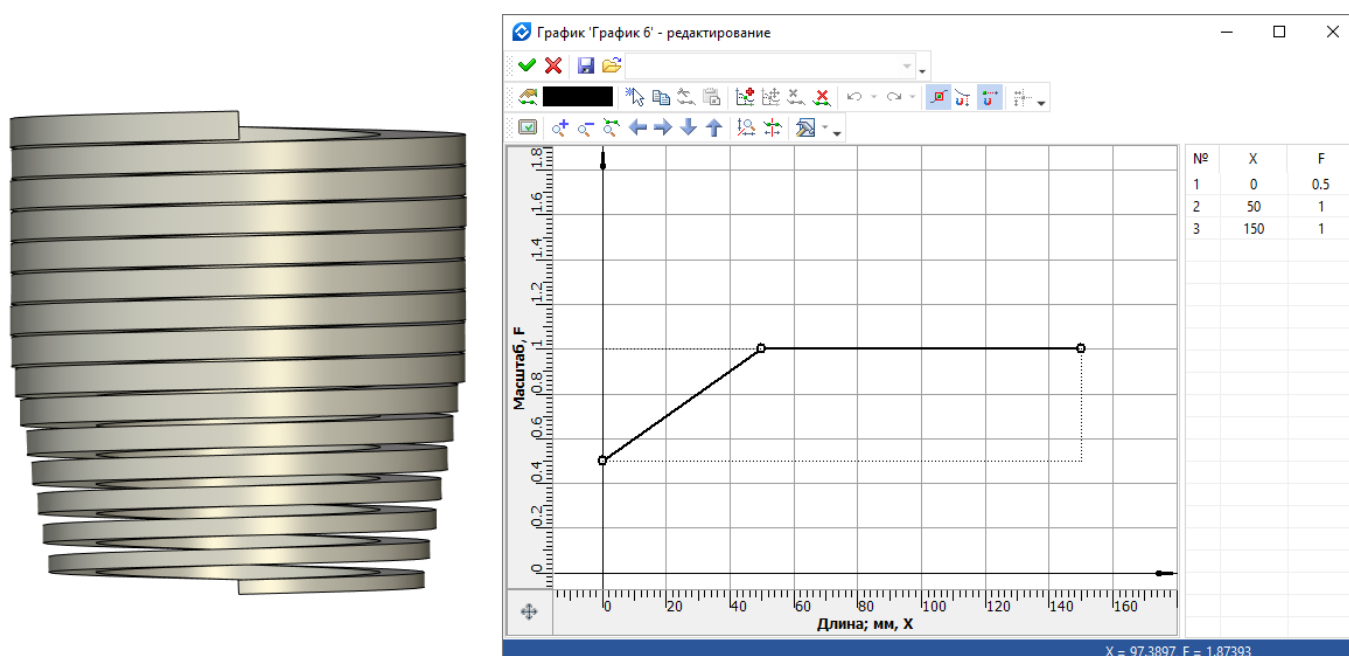 График 'График 6' - редактирование
№ X F
1 0 0.5
2 50 1
3 150 1
1.8
1.6
1.4
1.2
1
0.8
0.6
0.4
0.2
0
Масштаб, F
0 20 40 60 80 100 120 140 160
Длина; мм, X
X = 97.3897 F = 1.87393